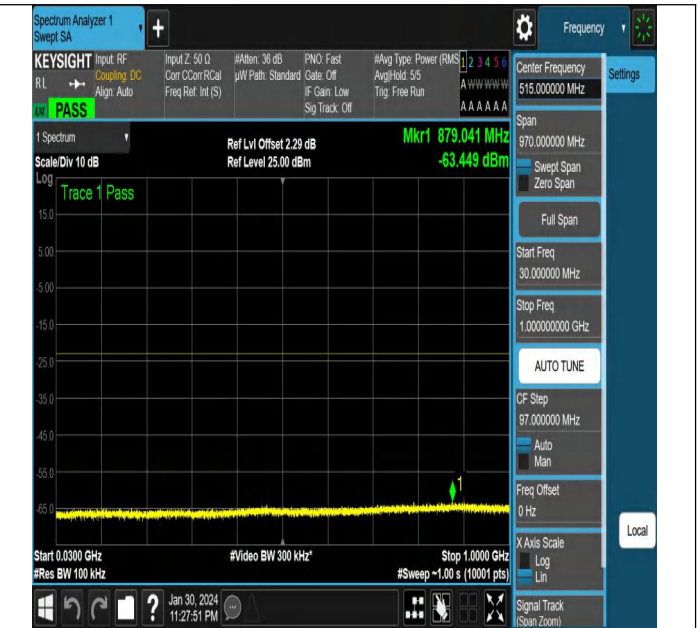 Spectrum Analyzer 1
Swept SA
+
Frequency
KEYSIGHT
RL
PASS
Input: RF
Coupling: DC
Align: Auto
Input Z: 50 Ω
Corr CCorr RCal
Freq Ref: Int (S)
#Atten: 36 dB
µW Path: Standard
PNO: Fast
Gate: Off
IF Gain: Low
Sig Track: Off
#Avg Type: Power (RMS
Avg|Hold: 5/5
Trig: Free Run
1 2 3 4 5 6
A W W W W W
A A A A A A
1 Spectrum
Scale/Div 10 dB
Ref Lvl Offset 2.29 dB
Ref Level 25.00 dBm
Mkr1 879.041 MHz
-63.449 dBm
Log
Trace 1 Pass
15.0
5.00
-5.00
-15.0
-25.0
-35.0
-45.0
-55.0
-65.0
1
Start 0.0300 GHz
#Res BW 100 kHz
#Video BW 300 kHz*
Stop 1.0000 GHz
#Sweep ~1.00 s (10001 pts)
?
Jan 30, 2024
11:27:51 PM
Center Frequency
515.000000 MHz
Settings
Span
970.000000 MHz
Swept Span
Zero Span
Full Span
Start Freq
30.000000 MHz
Stop Freq
1.000000000 GHz
AUTO TUNE
CF Step
97.000000 MHz
Auto
Man
Freq Offset
0 Hz
X Axis Scale
Log
Lin
Local
Signal Track
(Span Zoom)